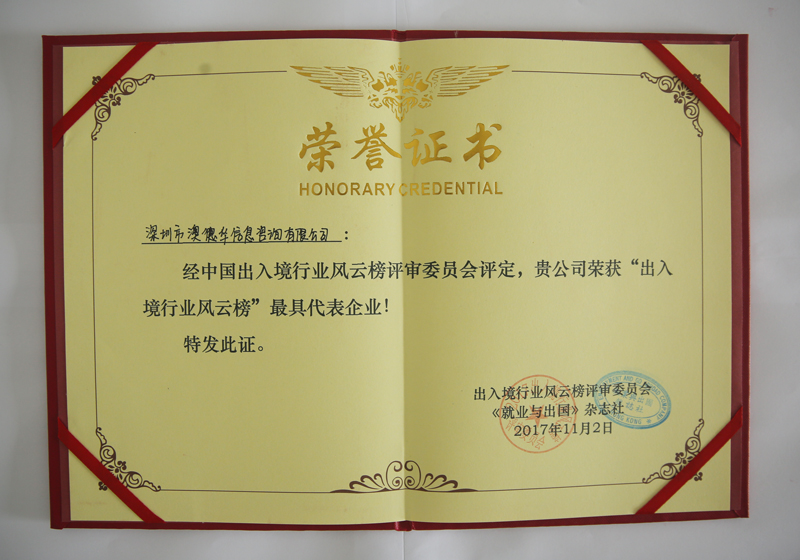 荣誉证书
HONORARY CREDENTIAL
深圳市澳德华信息咨询有限公司：
经中国出入境行业风云榜评审委员会评定，贵公司荣获“出入
境行业风云榜”最具代表企业！
特发此证。
出入境行业风云榜评审委员会
《就业与出国》杂志社
2017年11月2日